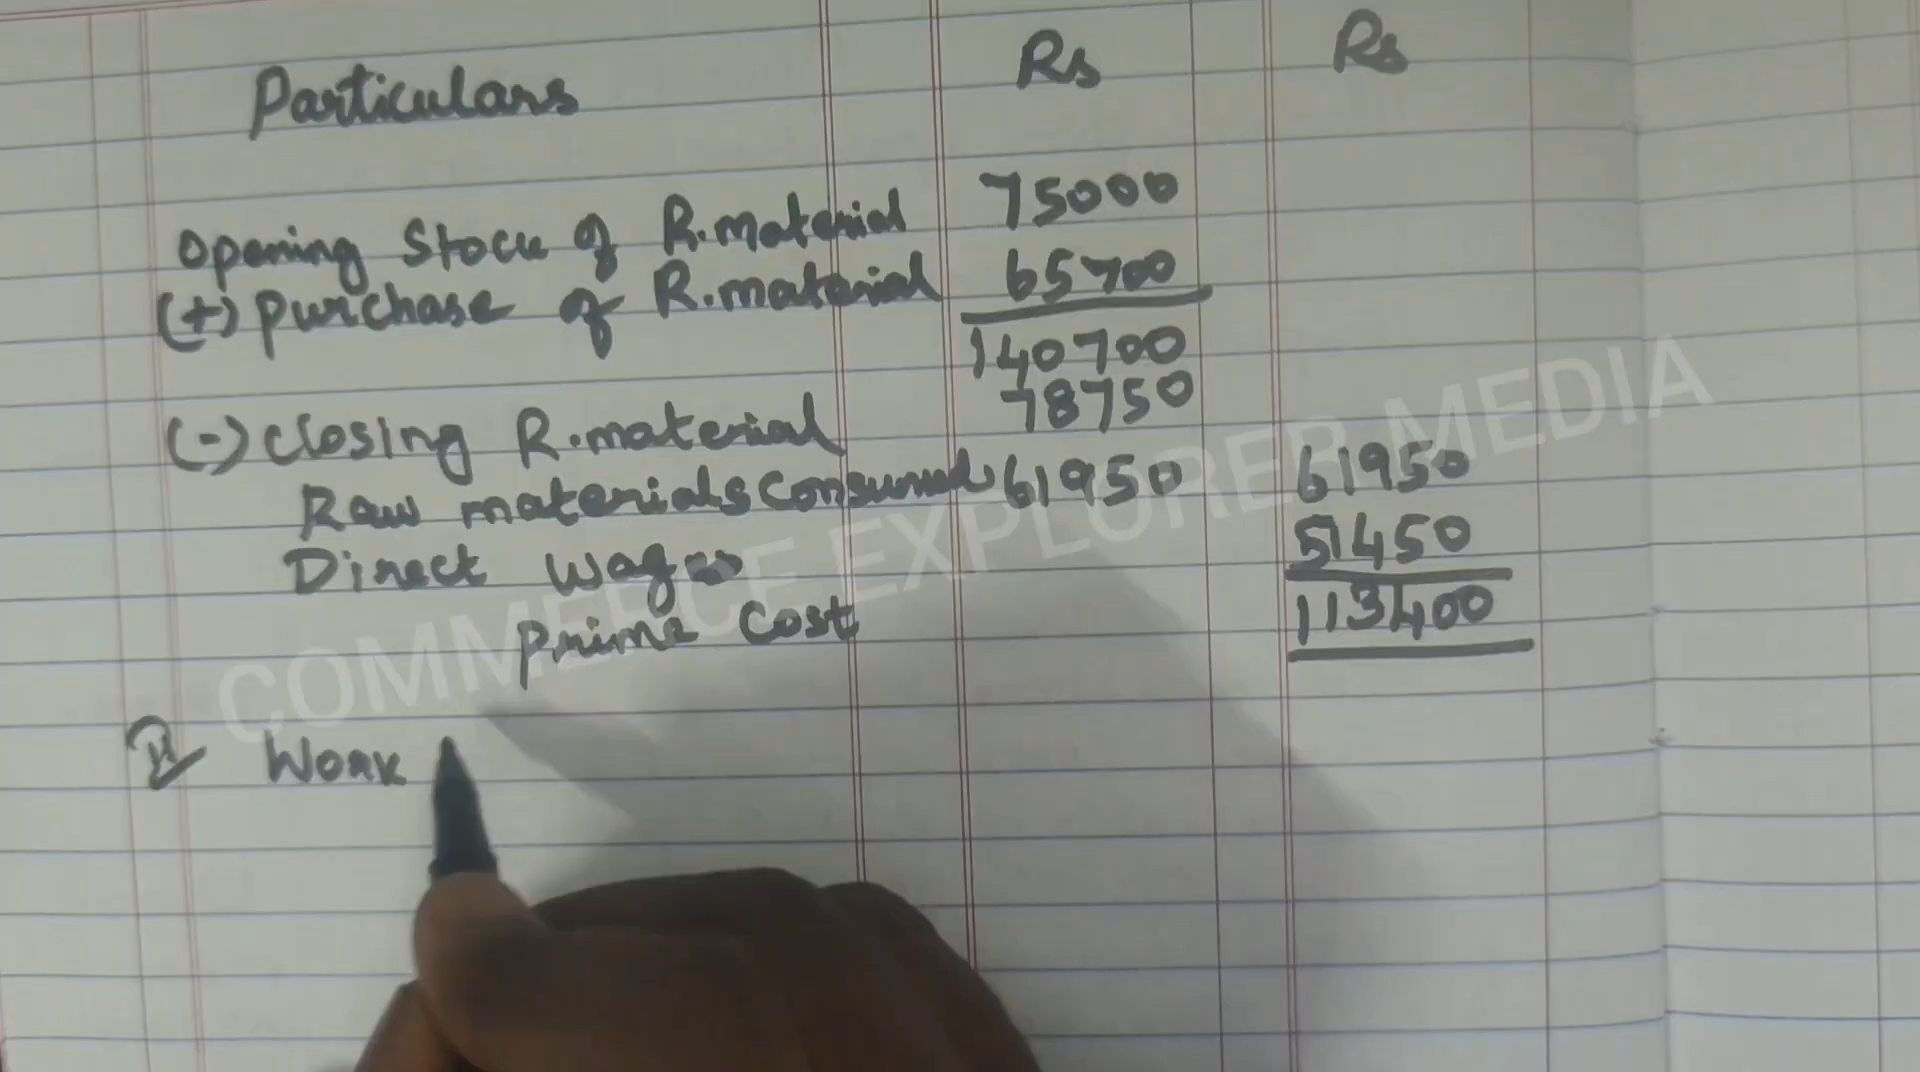 Particulars Rs Rs
Opening Stock of R.material 75000
(+) Purchase of R.material 65700
140700
(-) Closing R.material 78750
Raw materials Consumed 61950 61950
Direct wages 51450
Prime Cost 113400
Work
COMMERCE EXPLORER MEDIA